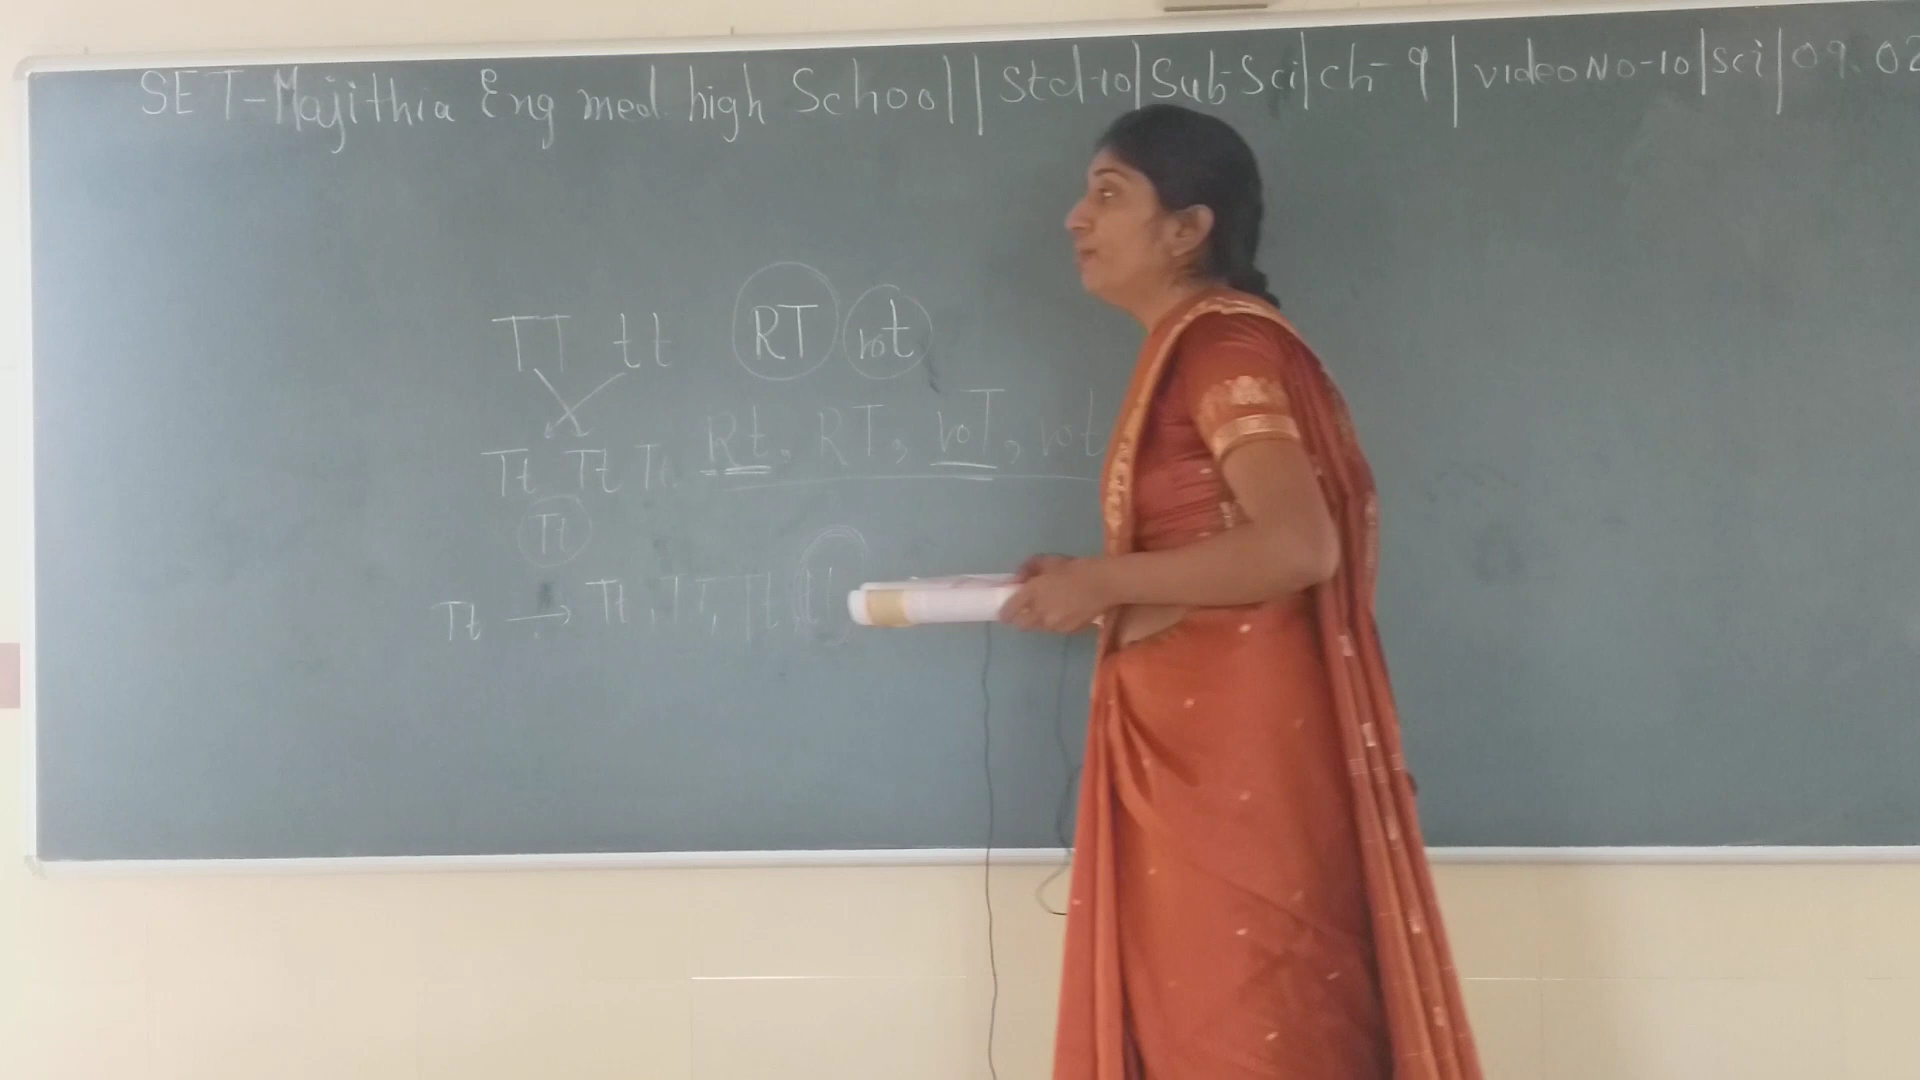 SET-Majithia Eng med. high School || Std-10 | Sub-Sci | Ch-9 | video No-10 | Sci | 09.02
TT tt RT rt
Tt Tt Tt Rt, RT, rT, rt
Tt
Tt → Tt, TT, Tt, tt